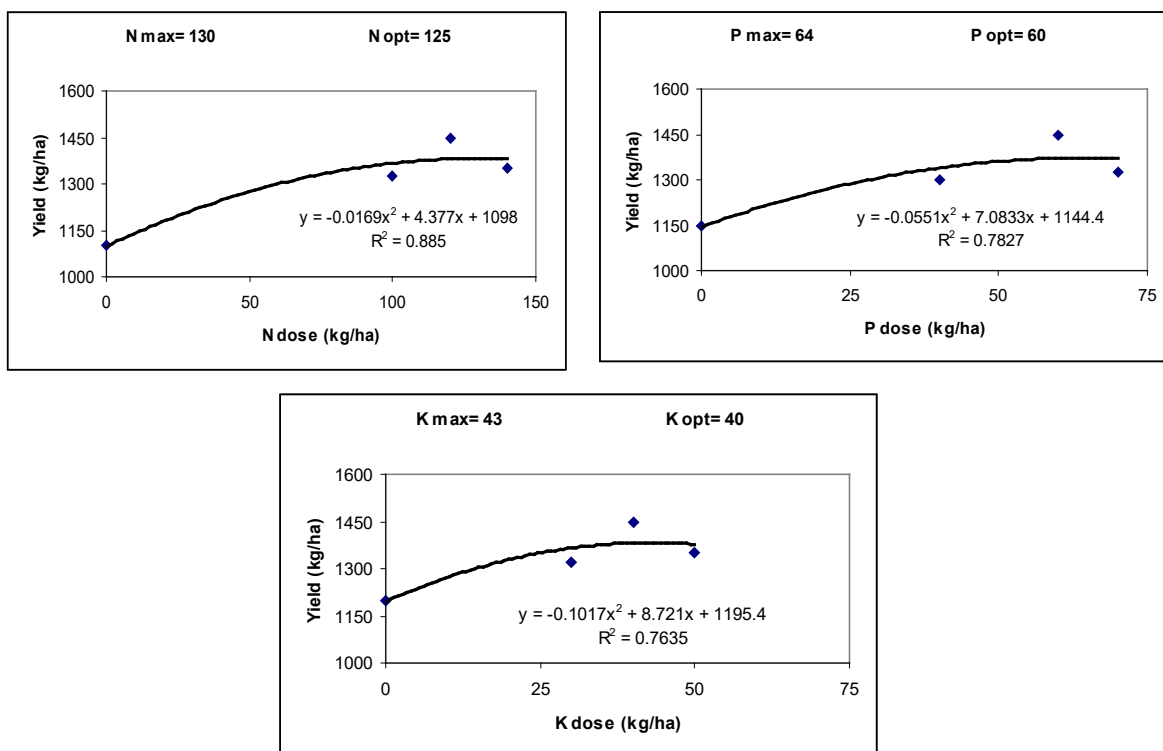 N max= 130 N opt= 125
1600
1450
1300
1150
1000
Yield (kg/ha)
y = -0.0169x² + 4.377x + 1098
R² = 0.885
0 50 100 150
N dose (kg/ha)
P max= 64 P opt= 60
1600
1450
1300
1150
1000
Yield (kg/ha)
y = -0.0551x² + 7.0833x + 1144.4
R² = 0.7827
0 25 50 75
P dose (kg/ha)
K max= 43 K opt= 40
1600
1450
1300
1150
1000
Yield (kg/ha)
y = -0.1017x² + 8.721x + 1195.4
R² = 0.7635
0 25 50 75
K dose (kg/ha)